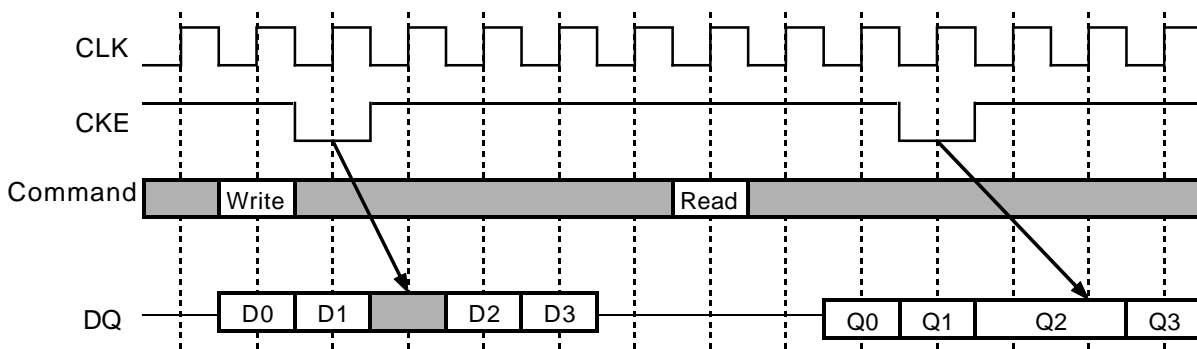 CLK
CKE
Command Write Read
DQ D0 D1 D2 D3 Q0 Q1 Q2 Q3